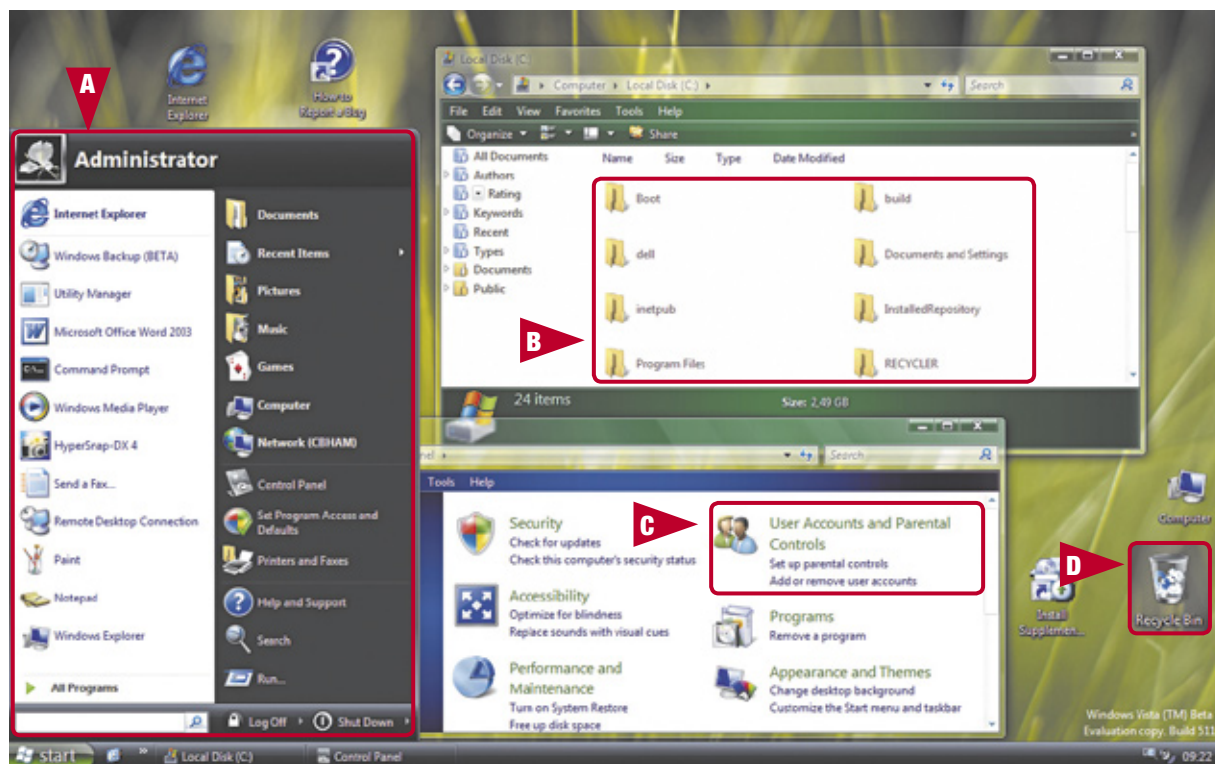 A
Internet
Explorer
How to
Report a Bug
Administrator
Internet Explorer
Windows Backup (BETA)
Utility Manager
Microsoft Office Word 2003
Command Prompt
Windows Media Player
HyperSnap-DX 4
Send a Fax...
Remote Desktop Connection
Paint
Notepad
Windows Explorer
All Programs
Documents
Recent Items
Pictures
Music
Games
Computer
Network (CBHAM)
Control Panel
Set Program Access and
Defaults
Printers and Faxes
Help and Support
Search
Run...
Log Off
Shut Down
Local Disk (C:)
Computer Local Disk (C:)
Search
File Edit View Favorites Tools Help
Organize Share
All Documents
Authors
Rating
Keywords
Recent
Types
Documents
Public
Name Size Type Date Modified
Boot
build
dell
Documents and Settings
inetpub
InstalledRepository
B
Program Files
RECYCLER
24 items
Size: 2,49 GB
nel
Search
Tools Help
Security
Check for updates
Check this computer's security status
Accessibility
Optimize for blindness
Replace sounds with visual cues
Performance and
Maintenance
Turn on System Restore
Free up disk space
C
User Accounts and Parental
Controls
Set up parental controls
Add or remove user accounts
Programs
Remove a program
Appearance and Themes
Change desktop background
Customize the Start menu and taskbar
Computer
D
Install
Supplemen...
Recycle Bin
Windows Vista (TM) Beta
Evaluation copy. Build 511
start
Local Disk (C:)
Control Panel
09:22